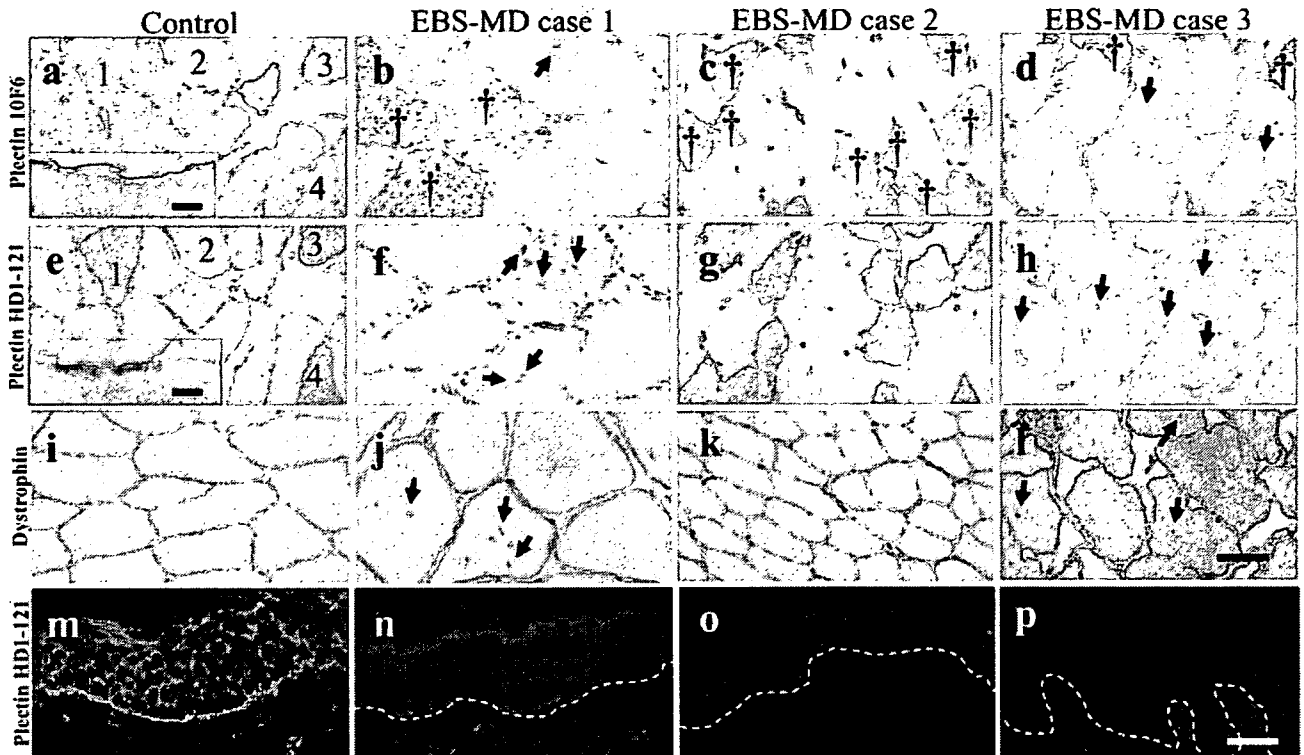 Control EBS-MD case 1 EBS-MD case 2 EBS-MD case 3
Plectin 10F6
a 1 2 3 4
b † † †
c † † † † † † † †
d † †
Plectin HD1-121
e 1 2 3 4
f
g
h
Dystrophin
i
j
k
l
Plectin HD1-121
m
n
o
p